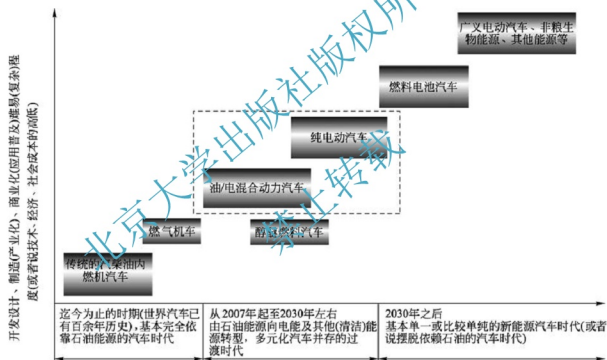 广义电动汽车、非粮生
物能源、其他能源等
燃料电池汽车
纯电动汽车
油/电混合动力汽车
燃气机车
醇醚燃料汽车
传统的汽柴油内
燃机汽车
开发设计、制造(产业化)、商业化(应用普及)难易(复杂)程
度(或者说技术、经济、社会成本的高低)
迄今为止的时期(世界汽车已
有百余年历史),基本完全依
靠石油能源的汽车时代
从2007年起至2030年左右
由石油能源向电能及其他(清洁)能
源转型,多元化汽车并存的过
渡时代
2030年之后
基本单一或比较单纯的新能源汽车时代(或者
说摆脱依赖石油的汽车时代)
北京大学出版社版权所有
禁止转载